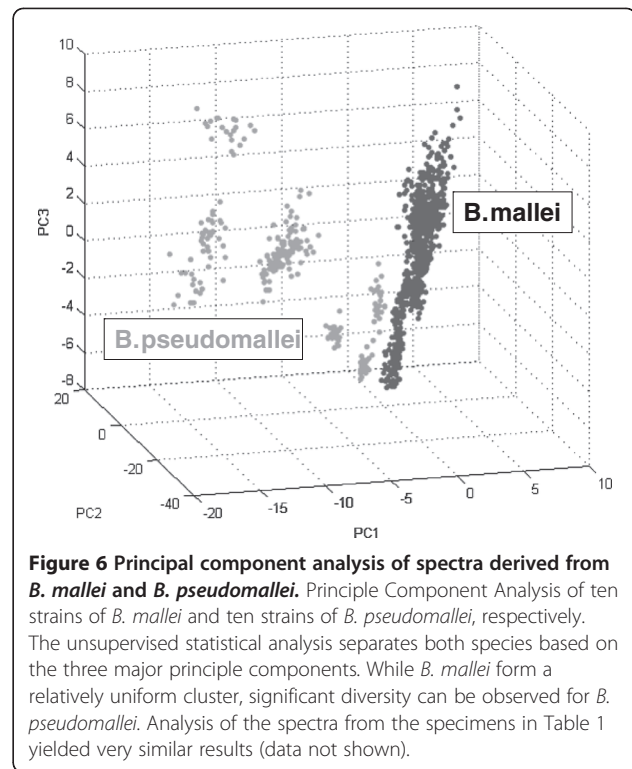 10
8
6
4
2
0
-2
-4
-6
-8
PC3
B.mallei
B.pseudomallei
20
0
-20
-40
PC2
-20
-15
-10
-5
0
5
10
PC1
Figure 6 Principal component analysis of spectra derived from
B. mallei and B. pseudomallei. Principle Component Analysis of ten
strains of B. mallei and ten strains of B. pseudomallei, respectively.
The unsupervised statistical analysis separates both species based on
the three major principle components. While B. mallei form a
relatively uniform cluster, significant diversity can be observed for B.
pseudomallei. Analysis of the spectra from the specimens in Table 1
yielded very similar results (data not shown).